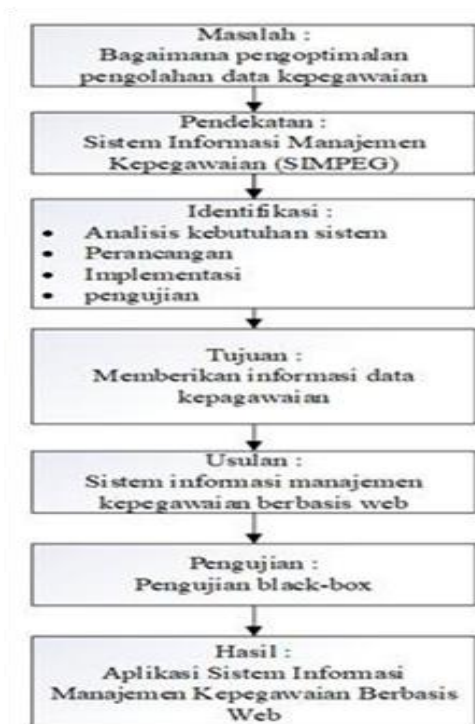 Masalah :
Bagaimana pengoptimalan
pengolahan data kepegawaian
Pendekatan :
Sistem Informasi Manajemen
Kepegawaian (SIMPEG)
Identifikasi :
• Analisis kebutuhan sistem
• Perancangan
• Implementasi
• pengujian
Tujuan :
Memberikan informasi data
kepagawaian
Usulan :
Sistem informasi manajemen
kepegawaian berbasis web
Pengujian :
Pengujian black-box
Hasil :
Aplikasi Sistem Informasi
Manajemen Kepegawaian Berbasis
Web